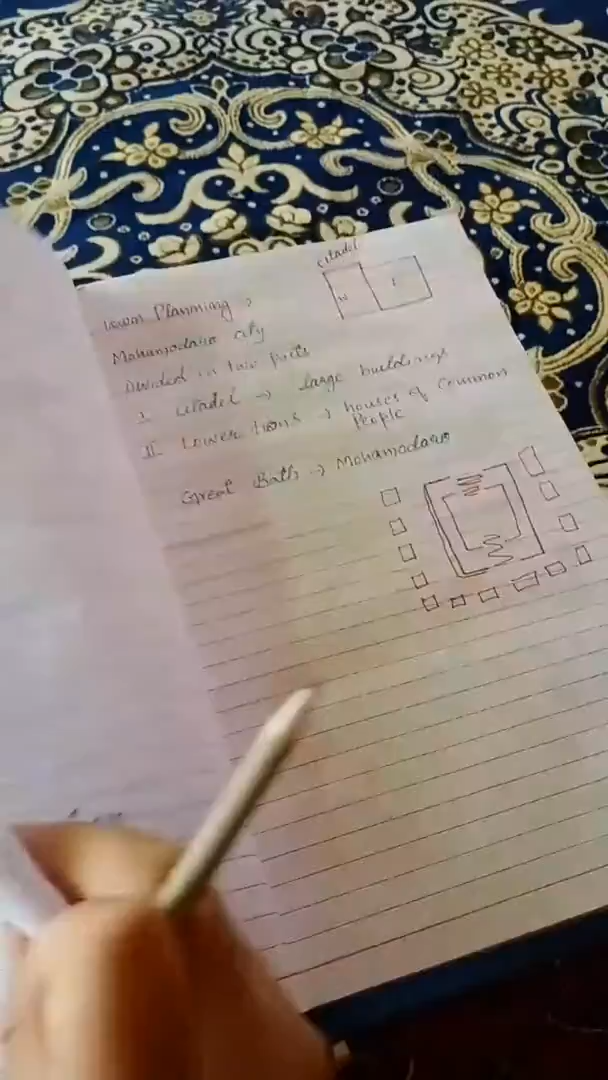 citadel
Town Planning :
Mohanjodaro city
Divided in two parts
I citadel → large buildings
II Lower towns → houses of Common
People
Great Bath → Mohanjodaro